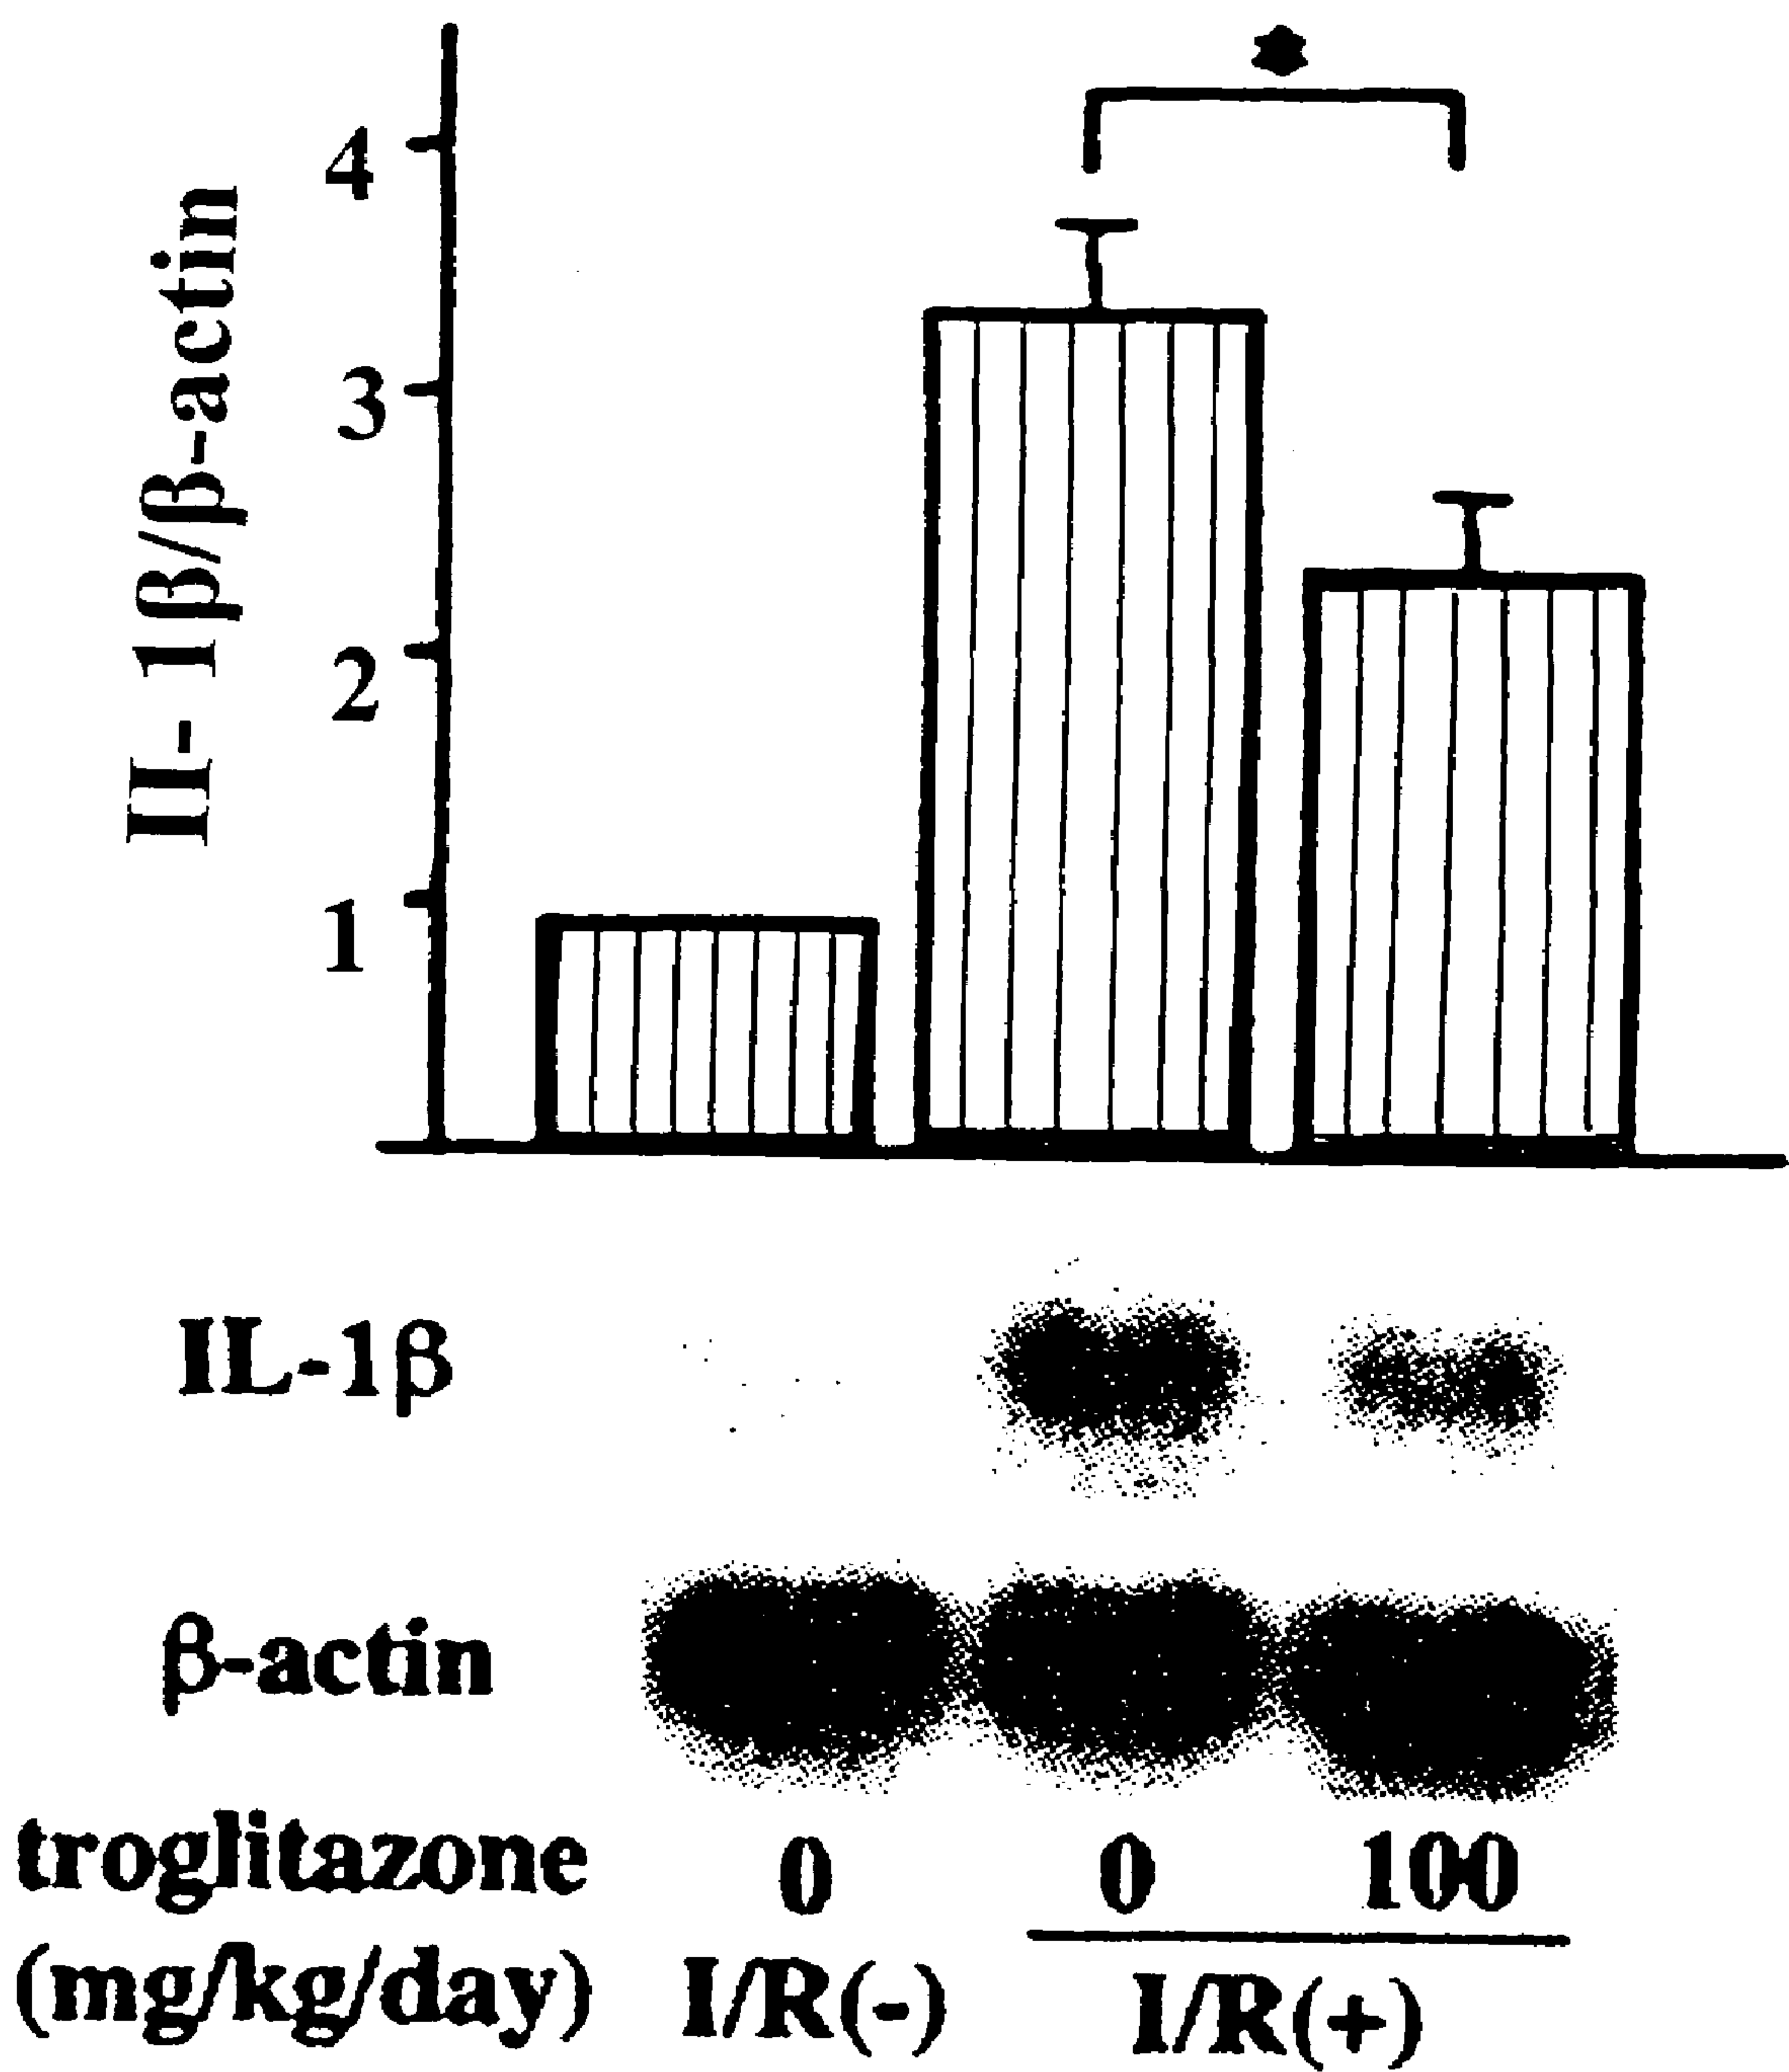 *
4
3
2
1
IL- 1β/β-actin
IL-1β
β-actin
troglitazone 0 0 100
(mg/kg/day) I/R(-) I/R(+)